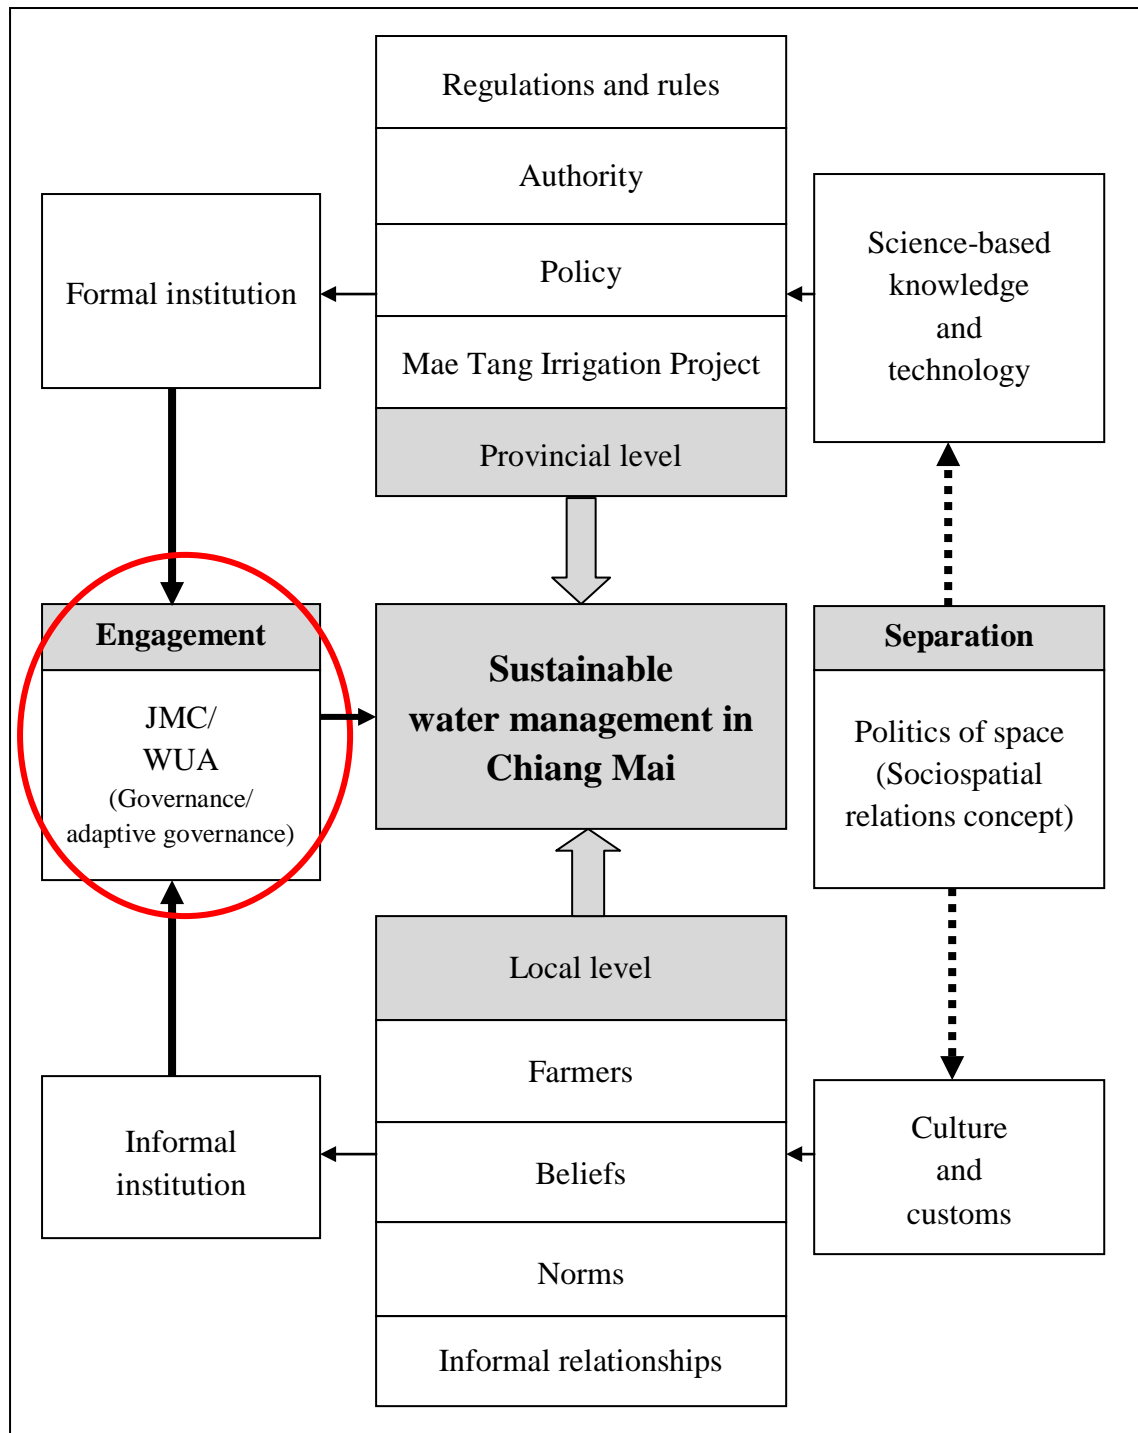 Regulations and rules
Authority
Policy
Mae Tang Irrigation Project
Provincial level
Formal institution
Science-based
knowledge
and
technology
Engagement
JMC/
WUA
(Governance/
adaptive governance)
Sustainable
water management in
Chiang Mai
Separation
Politics of space
(Sociospatial
relations concept)
Local level
Farmers
Beliefs
Norms
Informal relationships
Informal
institution
Culture
and
customs